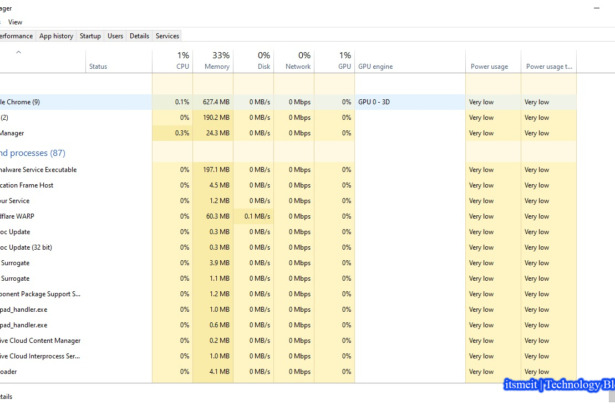 ager
View
erformance App history Startup Users Details Services
1% 33% 0% 0% 1%
Status CPU Memory Disk Network GPU GPU engine Power usage Power usage t...
le Chrome (9) 0.1% 627.4 MB 0 MB/s 0 Mbps 0% GPU 0 - 3D Very low Very low
(2) 0% 190.2 MB 0 MB/s 0 Mbps 0% Very low Very low
Manager 0.3% 24.3 MB 0 MB/s 0 Mbps 0% Very low Very low
nd processes (87)
malware Service Executable 0% 197.1 MB 0 MB/s 0 Mbps 0% Very low Very low
cation Frame Host 0% 4.5 MB 0 MB/s 0 Mbps 0% Very low Very low
our Service 0% 1.2 MB 0 MB/s 0 Mbps 0% Very low Very low
dflare WARP 0% 60.3 MB 0.1 MB/s 0 Mbps 0% Very low Very low
oc Update 0% 0.3 MB 0 MB/s 0 Mbps 0% Very low Very low
oc Update (32 bit) 0% 0.3 MB 0 MB/s 0 Mbps 0% Very low Very low
Surrogate 0% 3.9 MB 0 MB/s 0 Mbps 0% Very low Very low
Surrogate 0% 1.1 MB 0 MB/s 0 Mbps 0% Very low Very low
ponent Package Support S... 0% 1.2 MB 0 MB/s 0 Mbps 0% Very low Very low
pad_handler.exe 0% 1.0 MB 0 MB/s 0 Mbps 0% Very low Very low
pad_handler.exe 0% 0.6 MB 0 MB/s 0 Mbps 0% Very low Very low
ive Cloud Content Manager 0% 0.2 MB 0 MB/s 0 Mbps 0% Very low Very low
ive Cloud Interprocess Ser... 0% 1.0 MB 0 MB/s 0 Mbps 0% Very low Very low
oader 0% 4.1 MB 0 MB/s 0 Mbps 0% Very low Very low
itsmeit | Technology Bl
etails